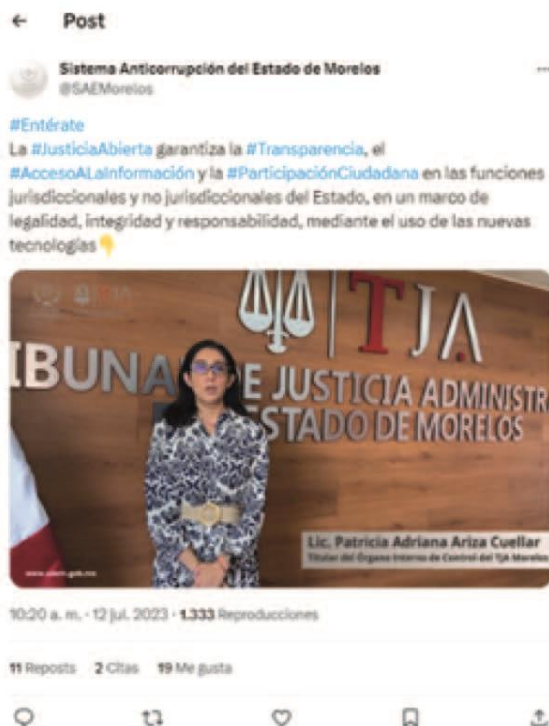 Post
Sistema Anticorrupción del Estado de Morelos
@SAEMorelos
#Entérate
La #JusticiaAbierta garantiza la #Transparencia, el
#AccesoALaInformación y la #ParticipaciónCiudadana en las funciones
jurisdiccionales y no jurisdiccionales del Estado, en un marco de
legalidad, integridad y responsabilidad, mediante el uso de las nuevas
tecnologías👇
TJA
TJA
IBUNA DE JUSTICIA ADMINISTR
ESTADO DE MORELOS
Lic. Patricia Adriana Ariza Cuellar
Titular del Órgano Interno de Control del TJA Morelos
10:20 a. m. · 12 jul. 2023 · 1.333 Reproducciones
11 Reposts 2 Citas 19 Me gusta